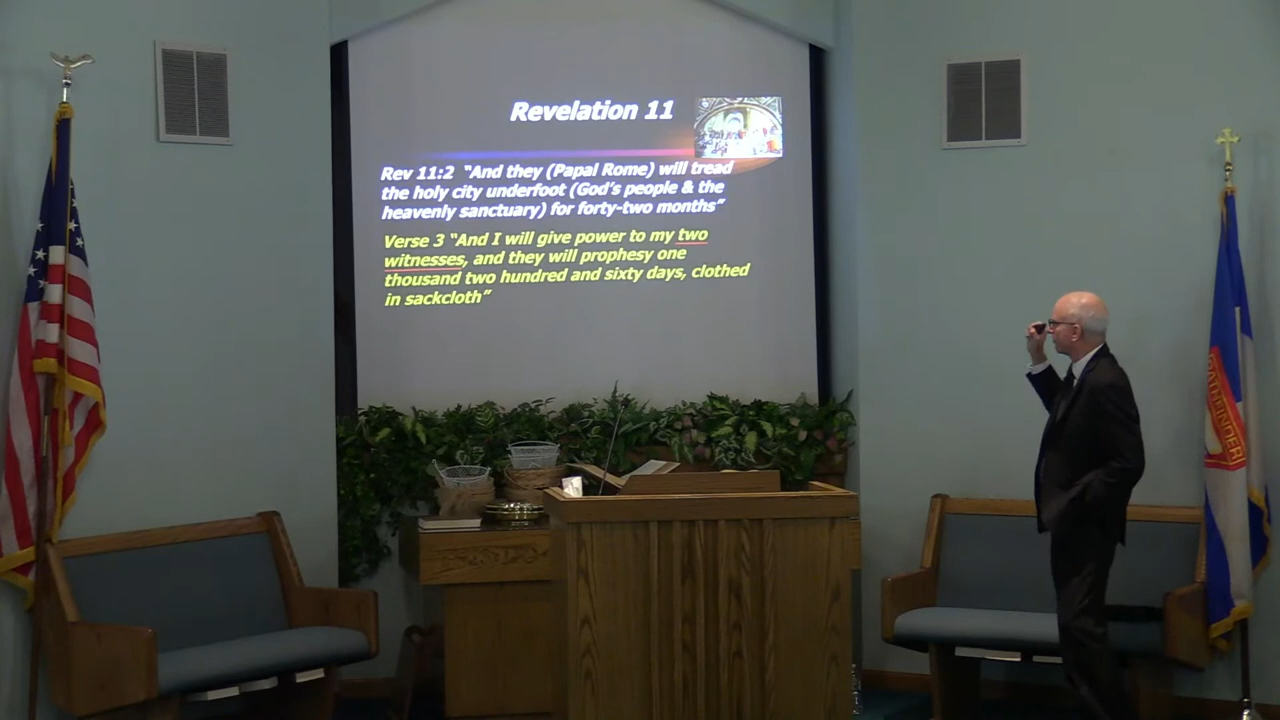 Revelation 11
Rev 11:2 “And they (Papal Rome) will tread
the holy city underfoot (God’s people & the
heavenly sanctuary) for forty-two months”
Verse 3 “And I will give power to my two
witnesses, and they will prophesy one
thousand two hundred and sixty days, clothed
in sackcloth”
PATHFINDER